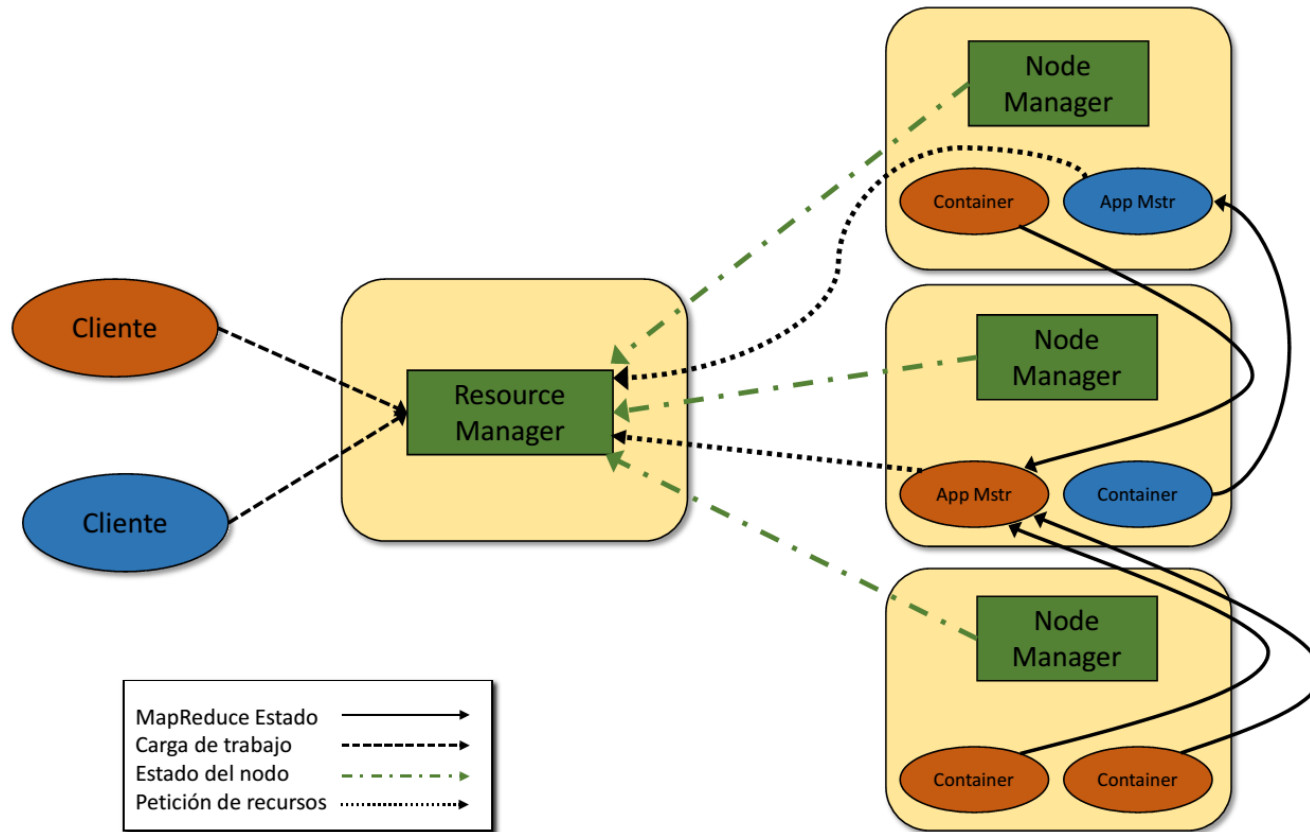 Node
Manager
Container
App Mstr
Cliente
Cliente
Resource
Manager
Node
Manager
App Mstr
Container
Node
Manager
Container
Container
MapReduce Estado
Carga de trabajo
Estado del nodo
Petición de recursos